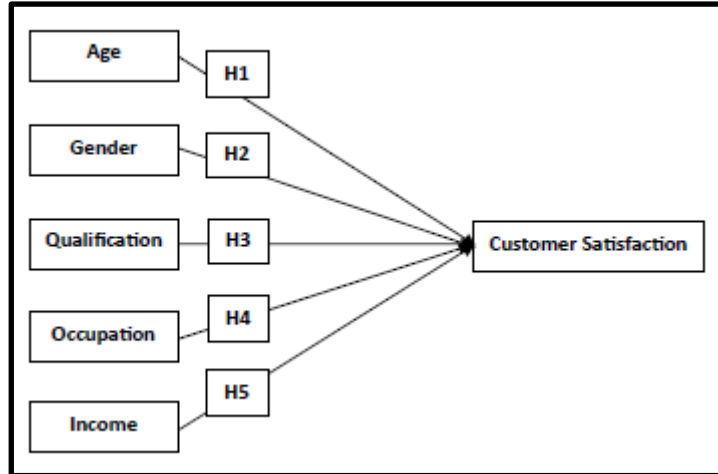 Age
H1
Gender
H2
Qualification
H3
Customer Satisfaction
Occupation
H4
Income
H5